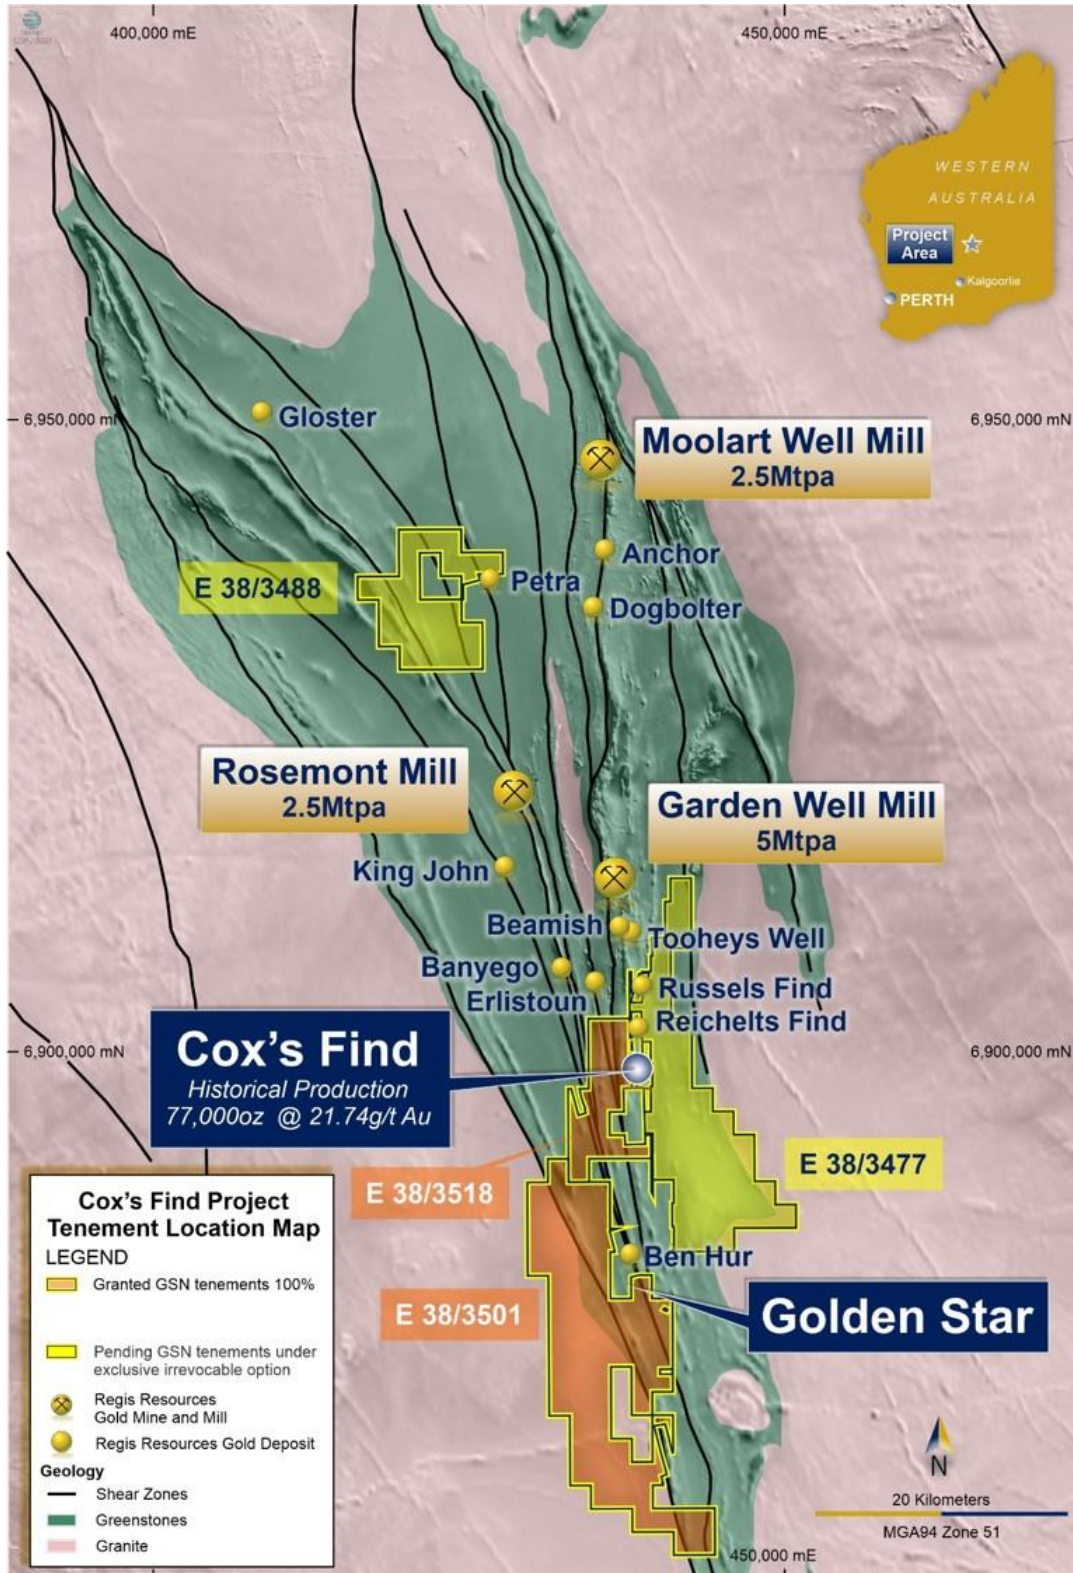 400,000 mE
450,000 mE
WESTERN
AUSTRALIA
Project
Area
Kalgoorlie
PERTH
6,950,000 mN
6,950,000 mN
Gloster
Moolart Well Mill
2.5Mtpa
Anchor
E 38/3488
Petra
Dogbolter
Rosemont Mill
2.5Mtpa
Garden Well Mill
5Mtpa
King John
Beamish
Tooheys Well
Banyego
Russels Find
Erlistoun
Reichelts Find
6,900,000 mN
6,900,000 mN
Cox's Find
Historical Production
77,000oz @ 21.74g/t Au
E 38/3477
E 38/3518
Ben Hur
E 38/3501
Golden Star
Cox's Find Project
Tenement Location Map
LEGEND
Granted GSN tenements 100%
Pending GSN tenements under
exclusive irrevocable option
Regis Resources
Gold Mine and Mill
Regis Resources Gold Deposit
Geology
Shear Zones
Greenstones
Granite
N
20 Kilometers
MGA94 Zone 51
450,000 mE